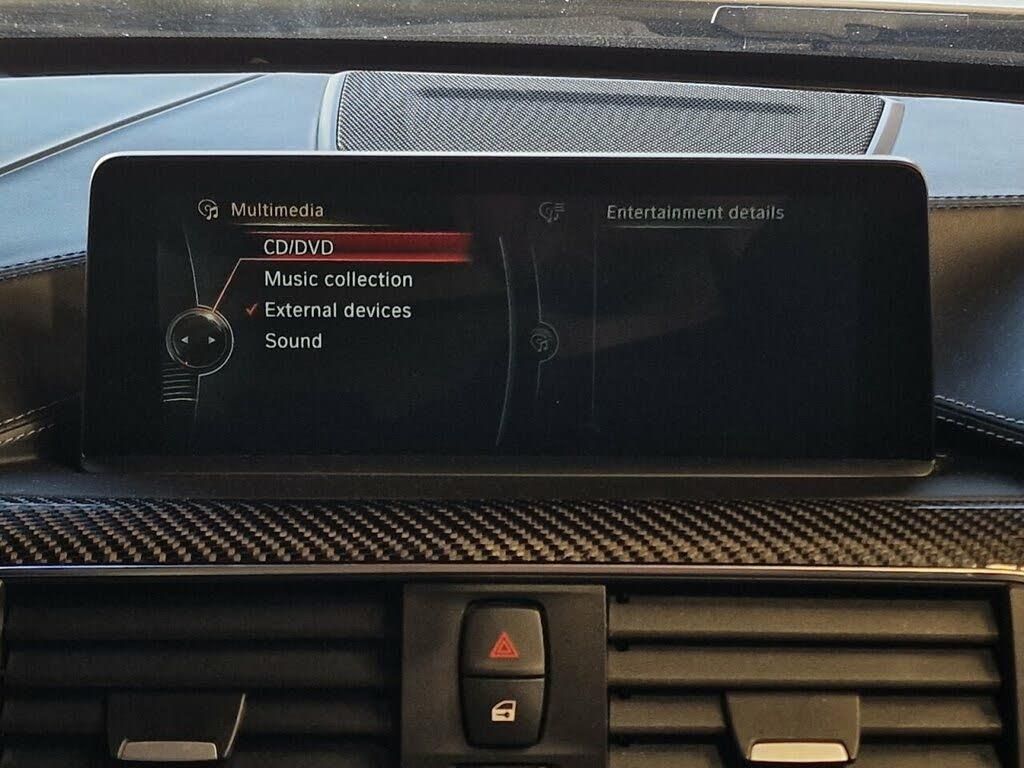 Multimedia
CD/DVD
Music collection
External devices
Sound
Entertainment details